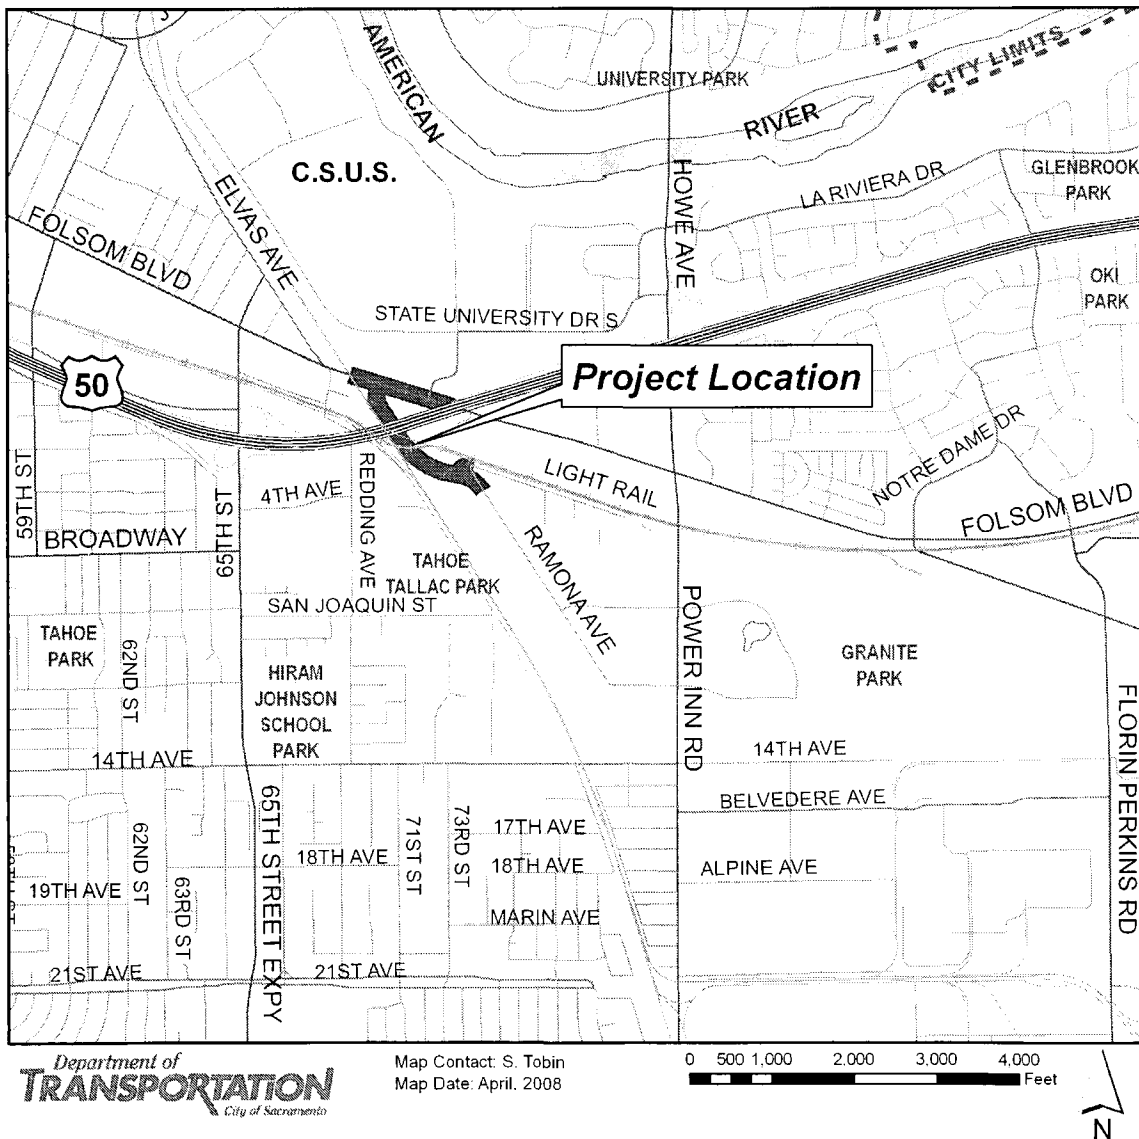 AMERICAN
UNIVERSITY PARK
CITY LIMITS
RIVER
C.S.U.S.
ELVAS AVE
HOWE AVE
LA RIVIERA DR
GLENBROOK
PARK
FOLSOM BLVD
OKI
PARK
STATE UNIVERSITY DR S
50
Project Location
NOTRE DAME DR
LIGHT RAIL
FOLSOM BLVD
59TH ST
4TH AVE
REDDING AVE
65TH ST
BROADWAY
RAMONA AVE
TAHOE
TALLAC PARK
SAN JOAQUIN ST
POWER INN RD
TAHOE
PARK
62ND ST
HIRAM
JOHNSON
SCHOOL
PARK
GRANITE
PARK
FLORIN PERKINS RD
14TH AVE
14TH AVE
65TH STREET EXPY
BELVEDERE AVE
62ND ST
71ST ST
73RD ST
17TH AVE
18TH AVE
18TH AVE
ALPINE AVE
19TH AVE
63RD ST
MARIN AVE
21ST AVE
21ST AVE
Department of
TRANSPORTATION
City of Sacramento
Map Contact: S. Tobin
Map Date: April. 2008
0 500 1,000 2,000 3,000 4,000
Feet
N